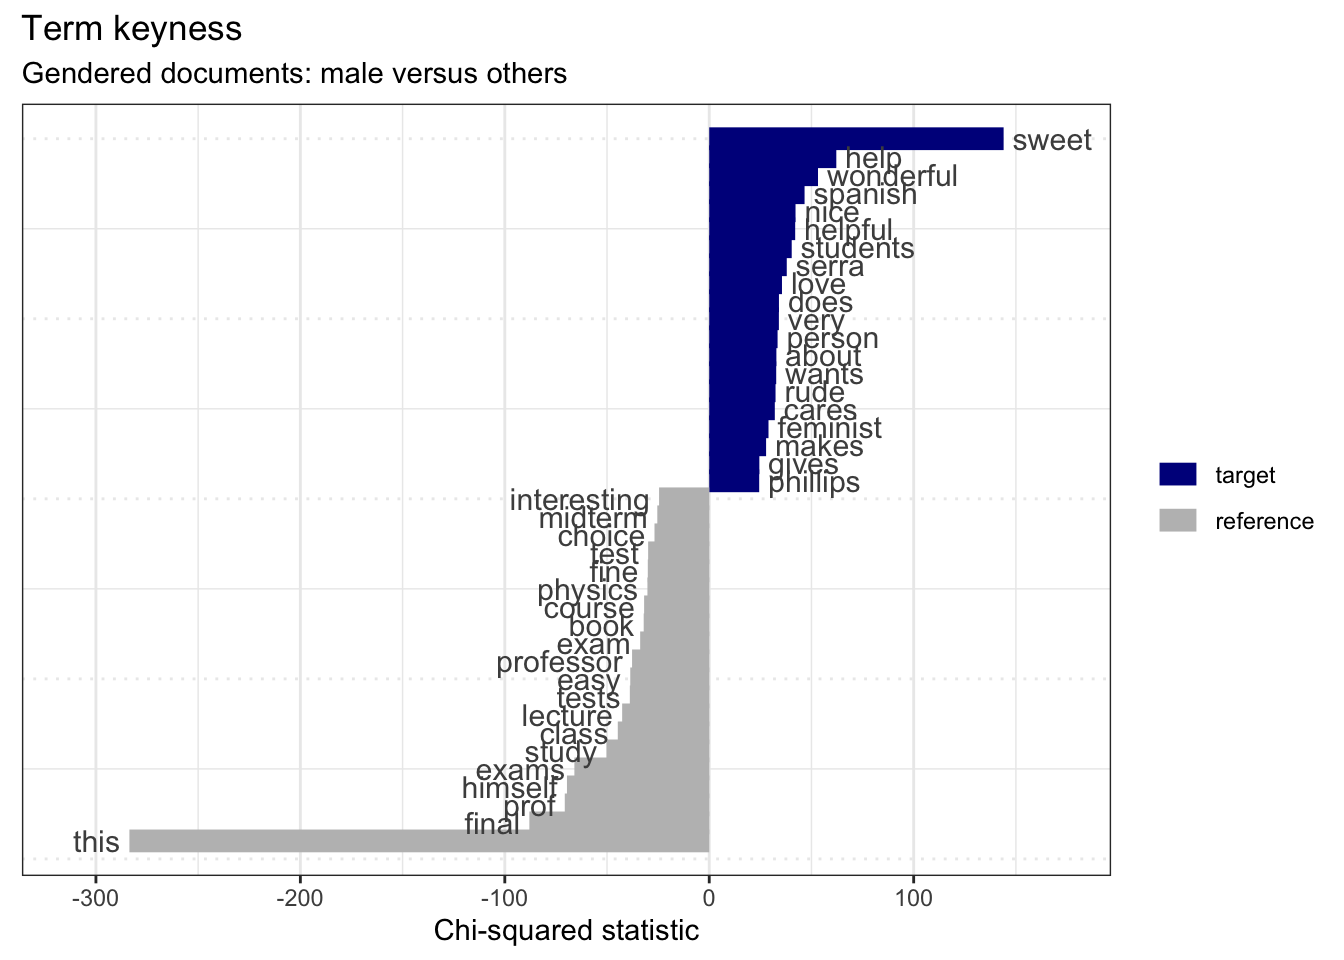 Term keyness
Gendered documents: male versus others
sweet
help
wonderful
spanish
nice
helpful
students
serra
love
does
very
person
about
wants
rude
cares
feminist
makes
gives
phillips
interesting
midterm
choice
test
fine
physics
course
book
exam
professor
easy
tests
lecture
class
study
exams
himself
prof
final
this
target
reference
-300 -200 -100 0 100
Chi-squared statistic